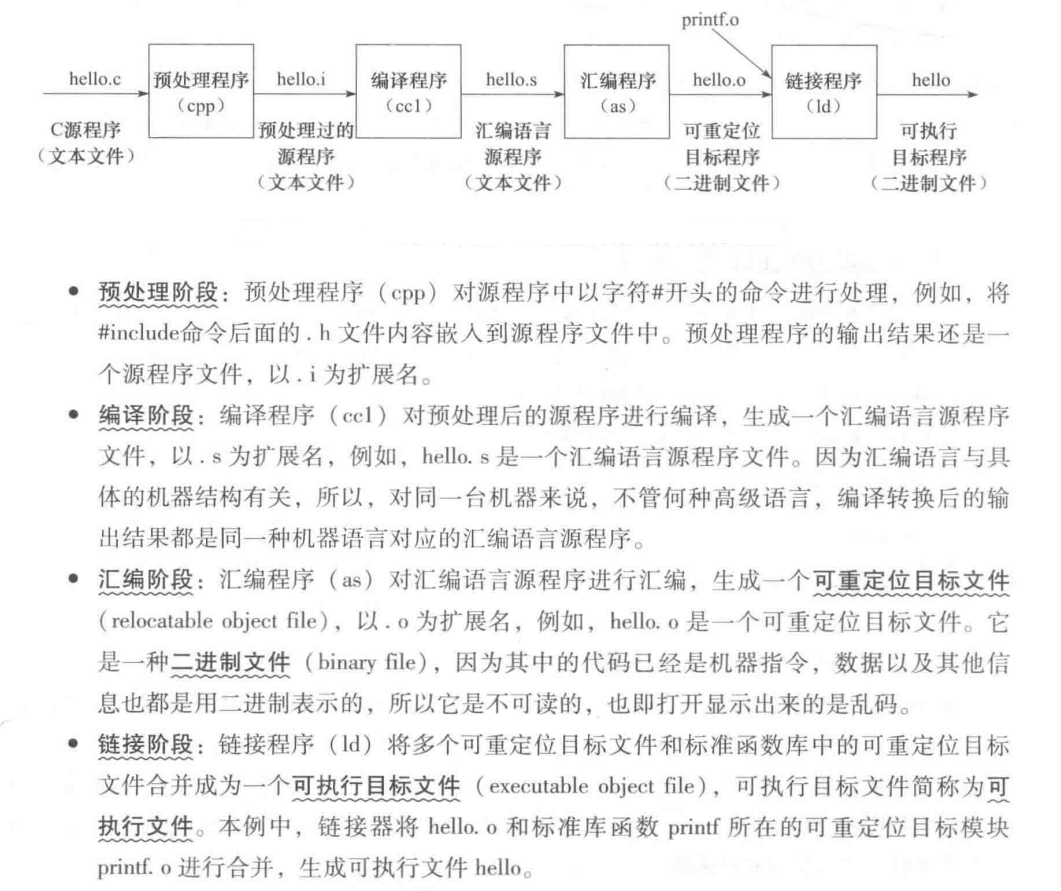 printf.o
hello.c 预处理程序 hello.i 编译程序 hello.s 汇编程序 hello.o 链接程序 hello
（cpp） （cc1） （as） （ld）
C源程序 预处理过的 汇编语言 可重定位 可执行
（文本文件） 源程序 源程序 目标程序 目标程序
（文本文件） （文本文件） （二进制文件） （二进制文件）
• 预处理阶段：预处理程序（cpp）对源程序中以字符#开头的命令进行处理，例如，将
#include命令后面的.h文件内容嵌入到源程序文件中。预处理程序的输出结果还是一
个源程序文件，以.i为扩展名。
• 编译阶段：编译程序（cc1）对预处理后的源程序进行编译，生成一个汇编语言源程序
文件，以.s为扩展名，例如，hello.s是一个汇编语言源程序文件。因为汇编语言与具
体的机器结构有关，所以，对同一台机器来说，不管何种高级语言，编译转换后的输
出结果都是同一种机器语言对应的汇编语言源程序。
• 汇编阶段：汇编程序（as）对汇编语言源程序进行汇编，生成一个可重定位目标文件
（relocatable object file），以.o为扩展名，例如，hello.o是一个可重定位目标文件。它
是一种二进制文件（binary file），因为其中的代码已经是机器指令，数据以及其他信
息也都是用二进制表示的，所以它是不可读的，也即打开显示出来的是乱码。
• 链接阶段：链接程序（ld）将多个可重定位目标文件和标准函数库中的可重定位目标
文件合并成为一个可执行目标文件（executable object file），可执行目标文件简称为可
执行文件。本例中，链接器将hello.o和标准库函数printf所在的可重定位目标模块
printf.o进行合并，生成可执行文件hello。